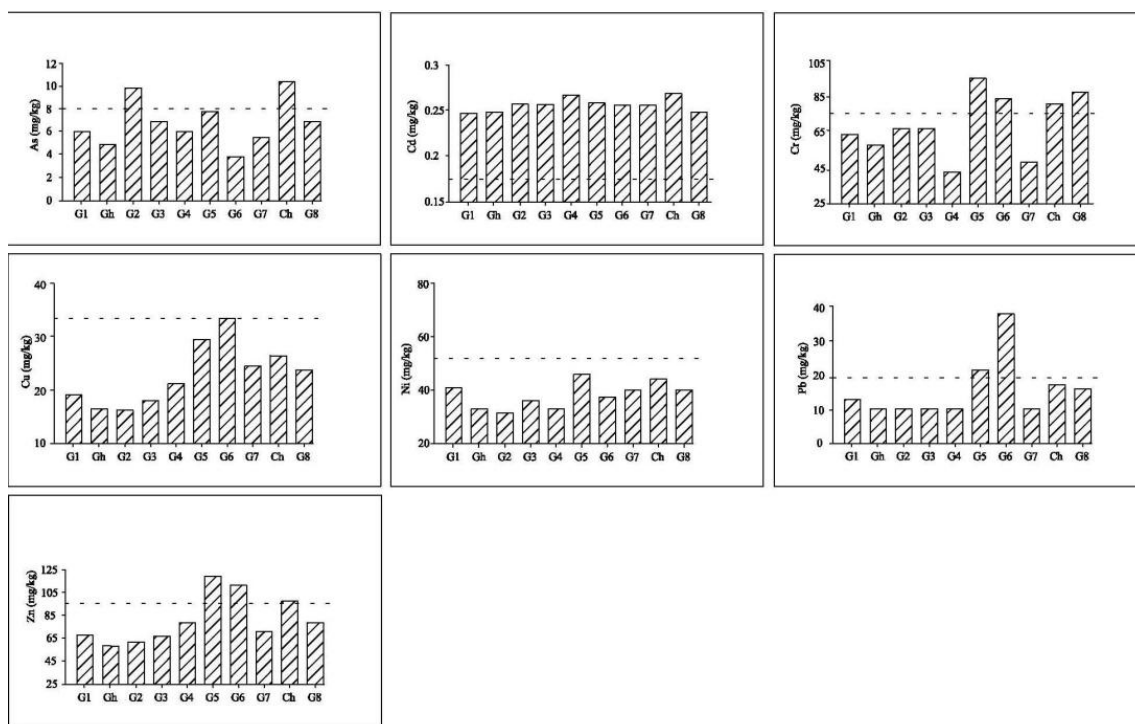 As (mg/kg)
12
10
8
6
4
2
0
G1 Gh G2 G3 G4 G5 G6 G7 Ch G8
Cd (mg/kg)
0.3
0.25
0.2
0.15
G1 Gh G2 G3 G4 G5 G6 G7 Ch G8
Cr (mg/kg)
105
85
65
45
25
G1 Gh G2 G3 G4 G5 G6 G7 Ch G8
Cu (mg/kg)
40
30
20
10
G1 Gh G2 G3 G4 G5 G6 G7 Ch G8
Ni (mg/kg)
80
60
40
20
G1 Gh G2 G3 G4 G5 G6 G7 Ch G8
Pb (mg/kg)
40
30
20
10
0
G1 Gh G2 G3 G4 G5 G6 G7 Ch G8
Zn (mg/kg)
125
105
85
65
45
25
G1 Gh G2 G3 G4 G5 G6 G7 Ch G8